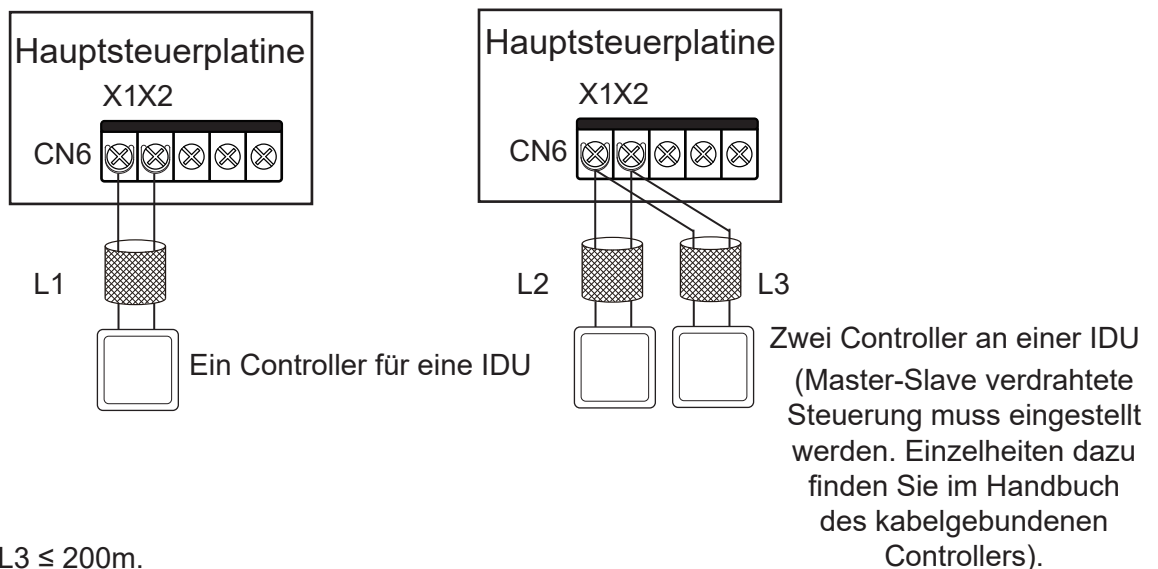 Hauptsteuerplatine
X1X2
CN6
L1
Ein Controller für eine IDU
Hauptsteuerplatine
X1X2
CN6
L2
L3
Zwei Controller an einer IDU
(Master-Slave verdrahtete
Steuerung muss eingestellt
werden. Einzelheiten dazu
finden Sie im Handbuch
des kabelgebundenen
Controllers).
L3 ≤ 200m.